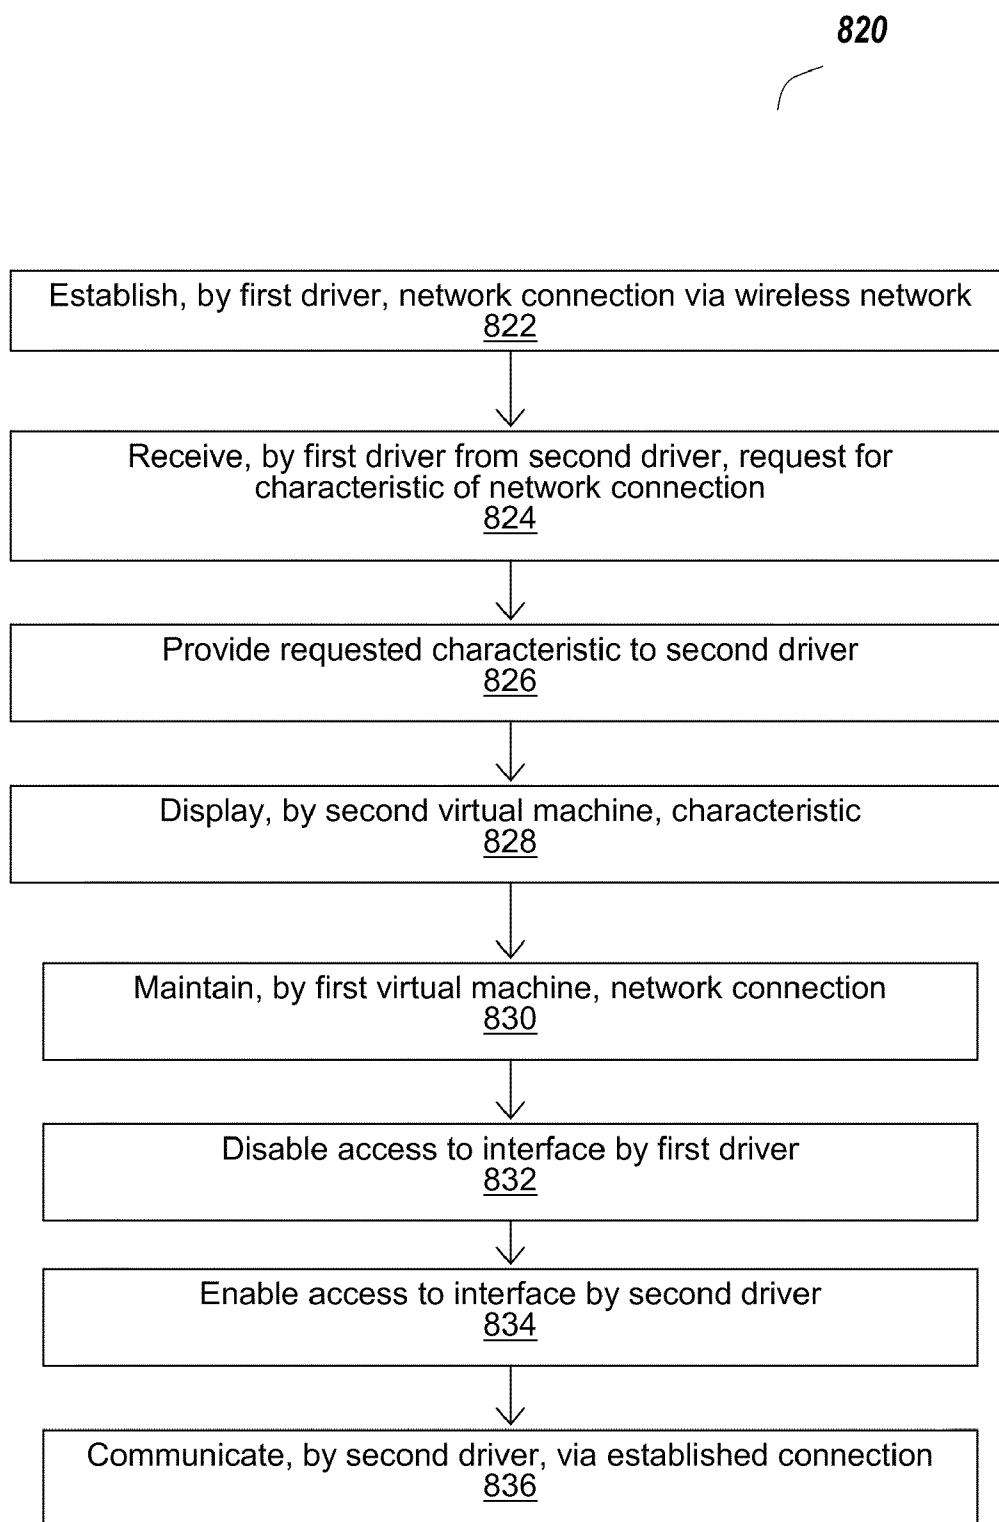 820
Establish, by first driver, network connection via wireless network
822
Receive, by first driver from second driver, request for
characteristic of network connection
824
Provide requested characteristic to second driver
826
Display, by second virtual machine, characteristic
828
Maintain, by first virtual machine, network connection
830
Disable access to interface by first driver
832
Enable access to interface by second driver
834
Communicate, by second driver, via established connection
836